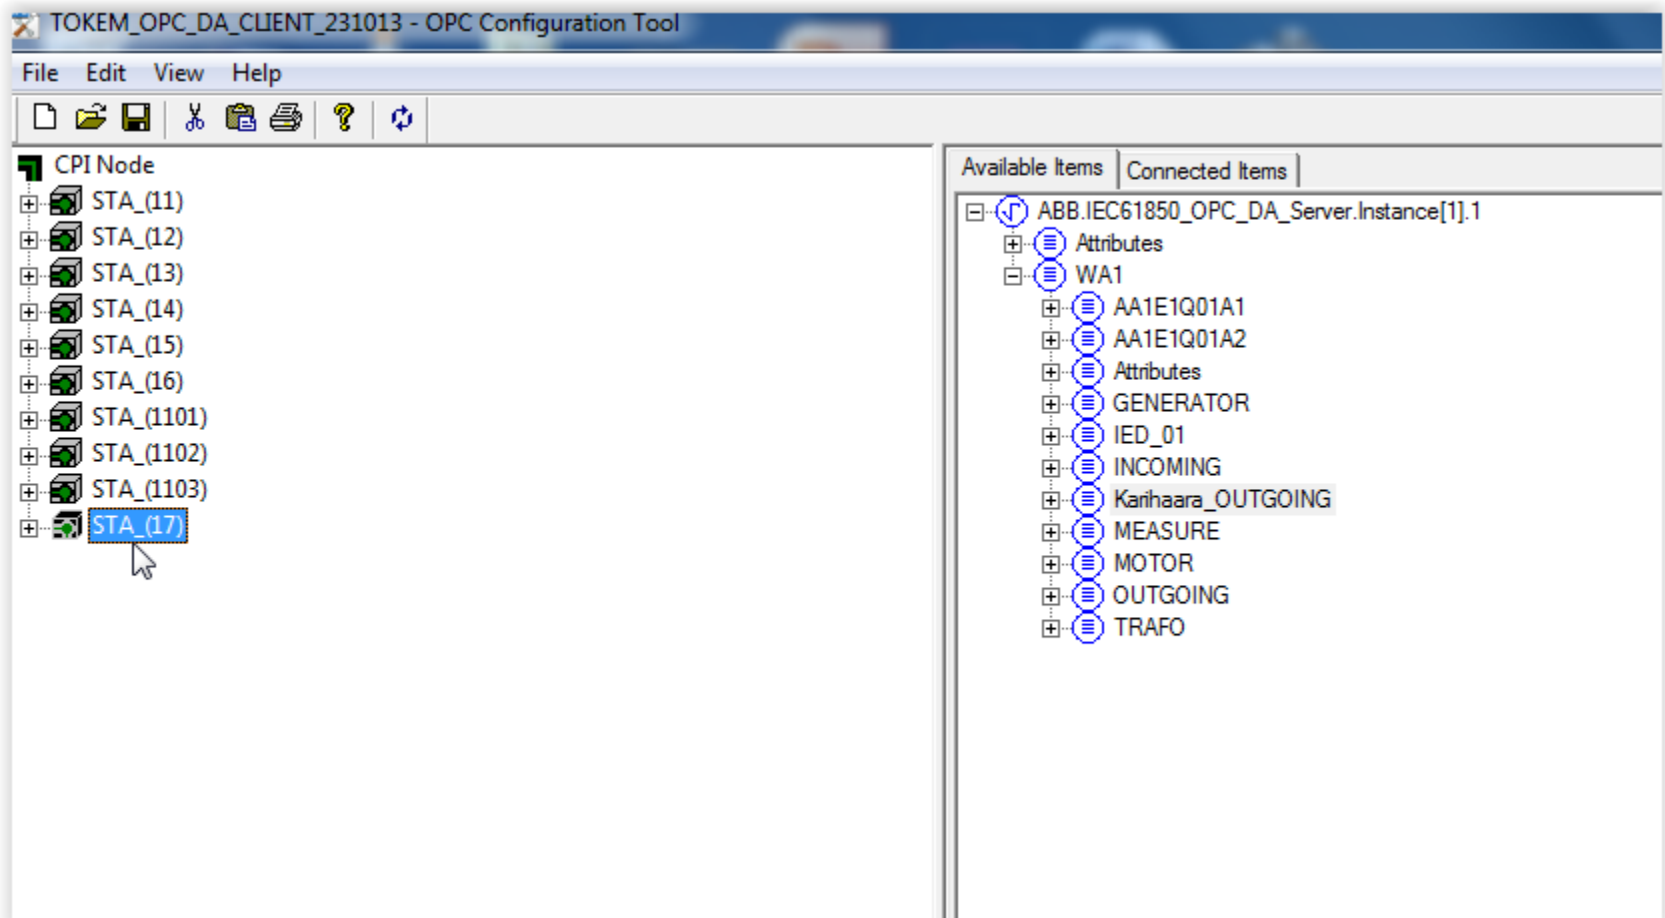 TOKEM_OPC_DA_CLIENT_231013 - OPC Configuration Tool
File Edit View Help
CPI Node
STA_(11)
STA_(12)
STA_(13)
STA_(14)
STA_(15)
STA_(16)
STA_(1101)
STA_(1102)
STA_(1103)
STA_(17)
Available Items Connected Items
ABB.IEC61850_OPC_DA_Server.Instance[1].1
Attributes
WA1
AA1E1Q01A1
AA1E1Q01A2
Attributes
GENERATOR
IED_01
INCOMING
Karihaara_OUTGOING
MEASURE
MOTOR
OUTGOING
TRAFO